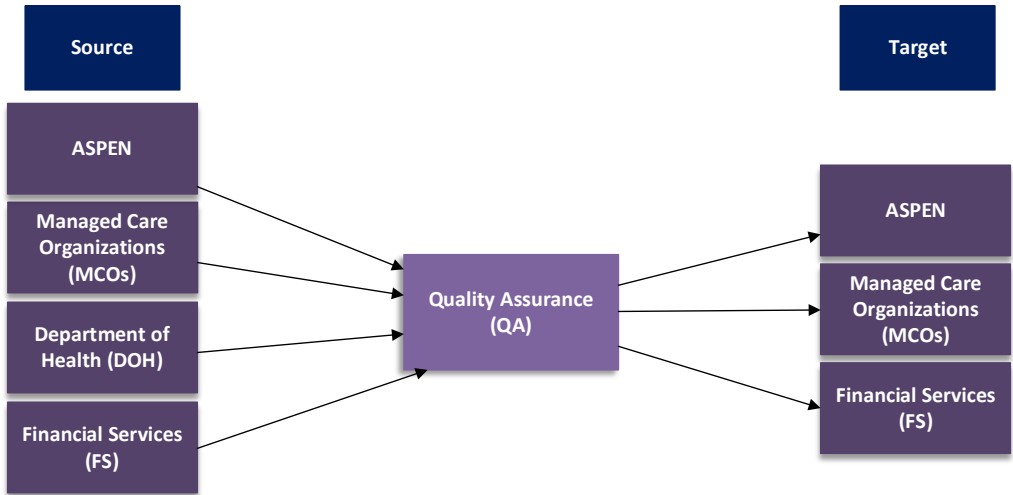 Source
Target
ASPEN
Managed Care
Organizations
(MCOs)
Department of
Health (DOH)
Financial Services
(FS)
Quality Assurance
(QA)
ASPEN
Managed Care
Organizations
(MCOs)
Financial Services
(FS)